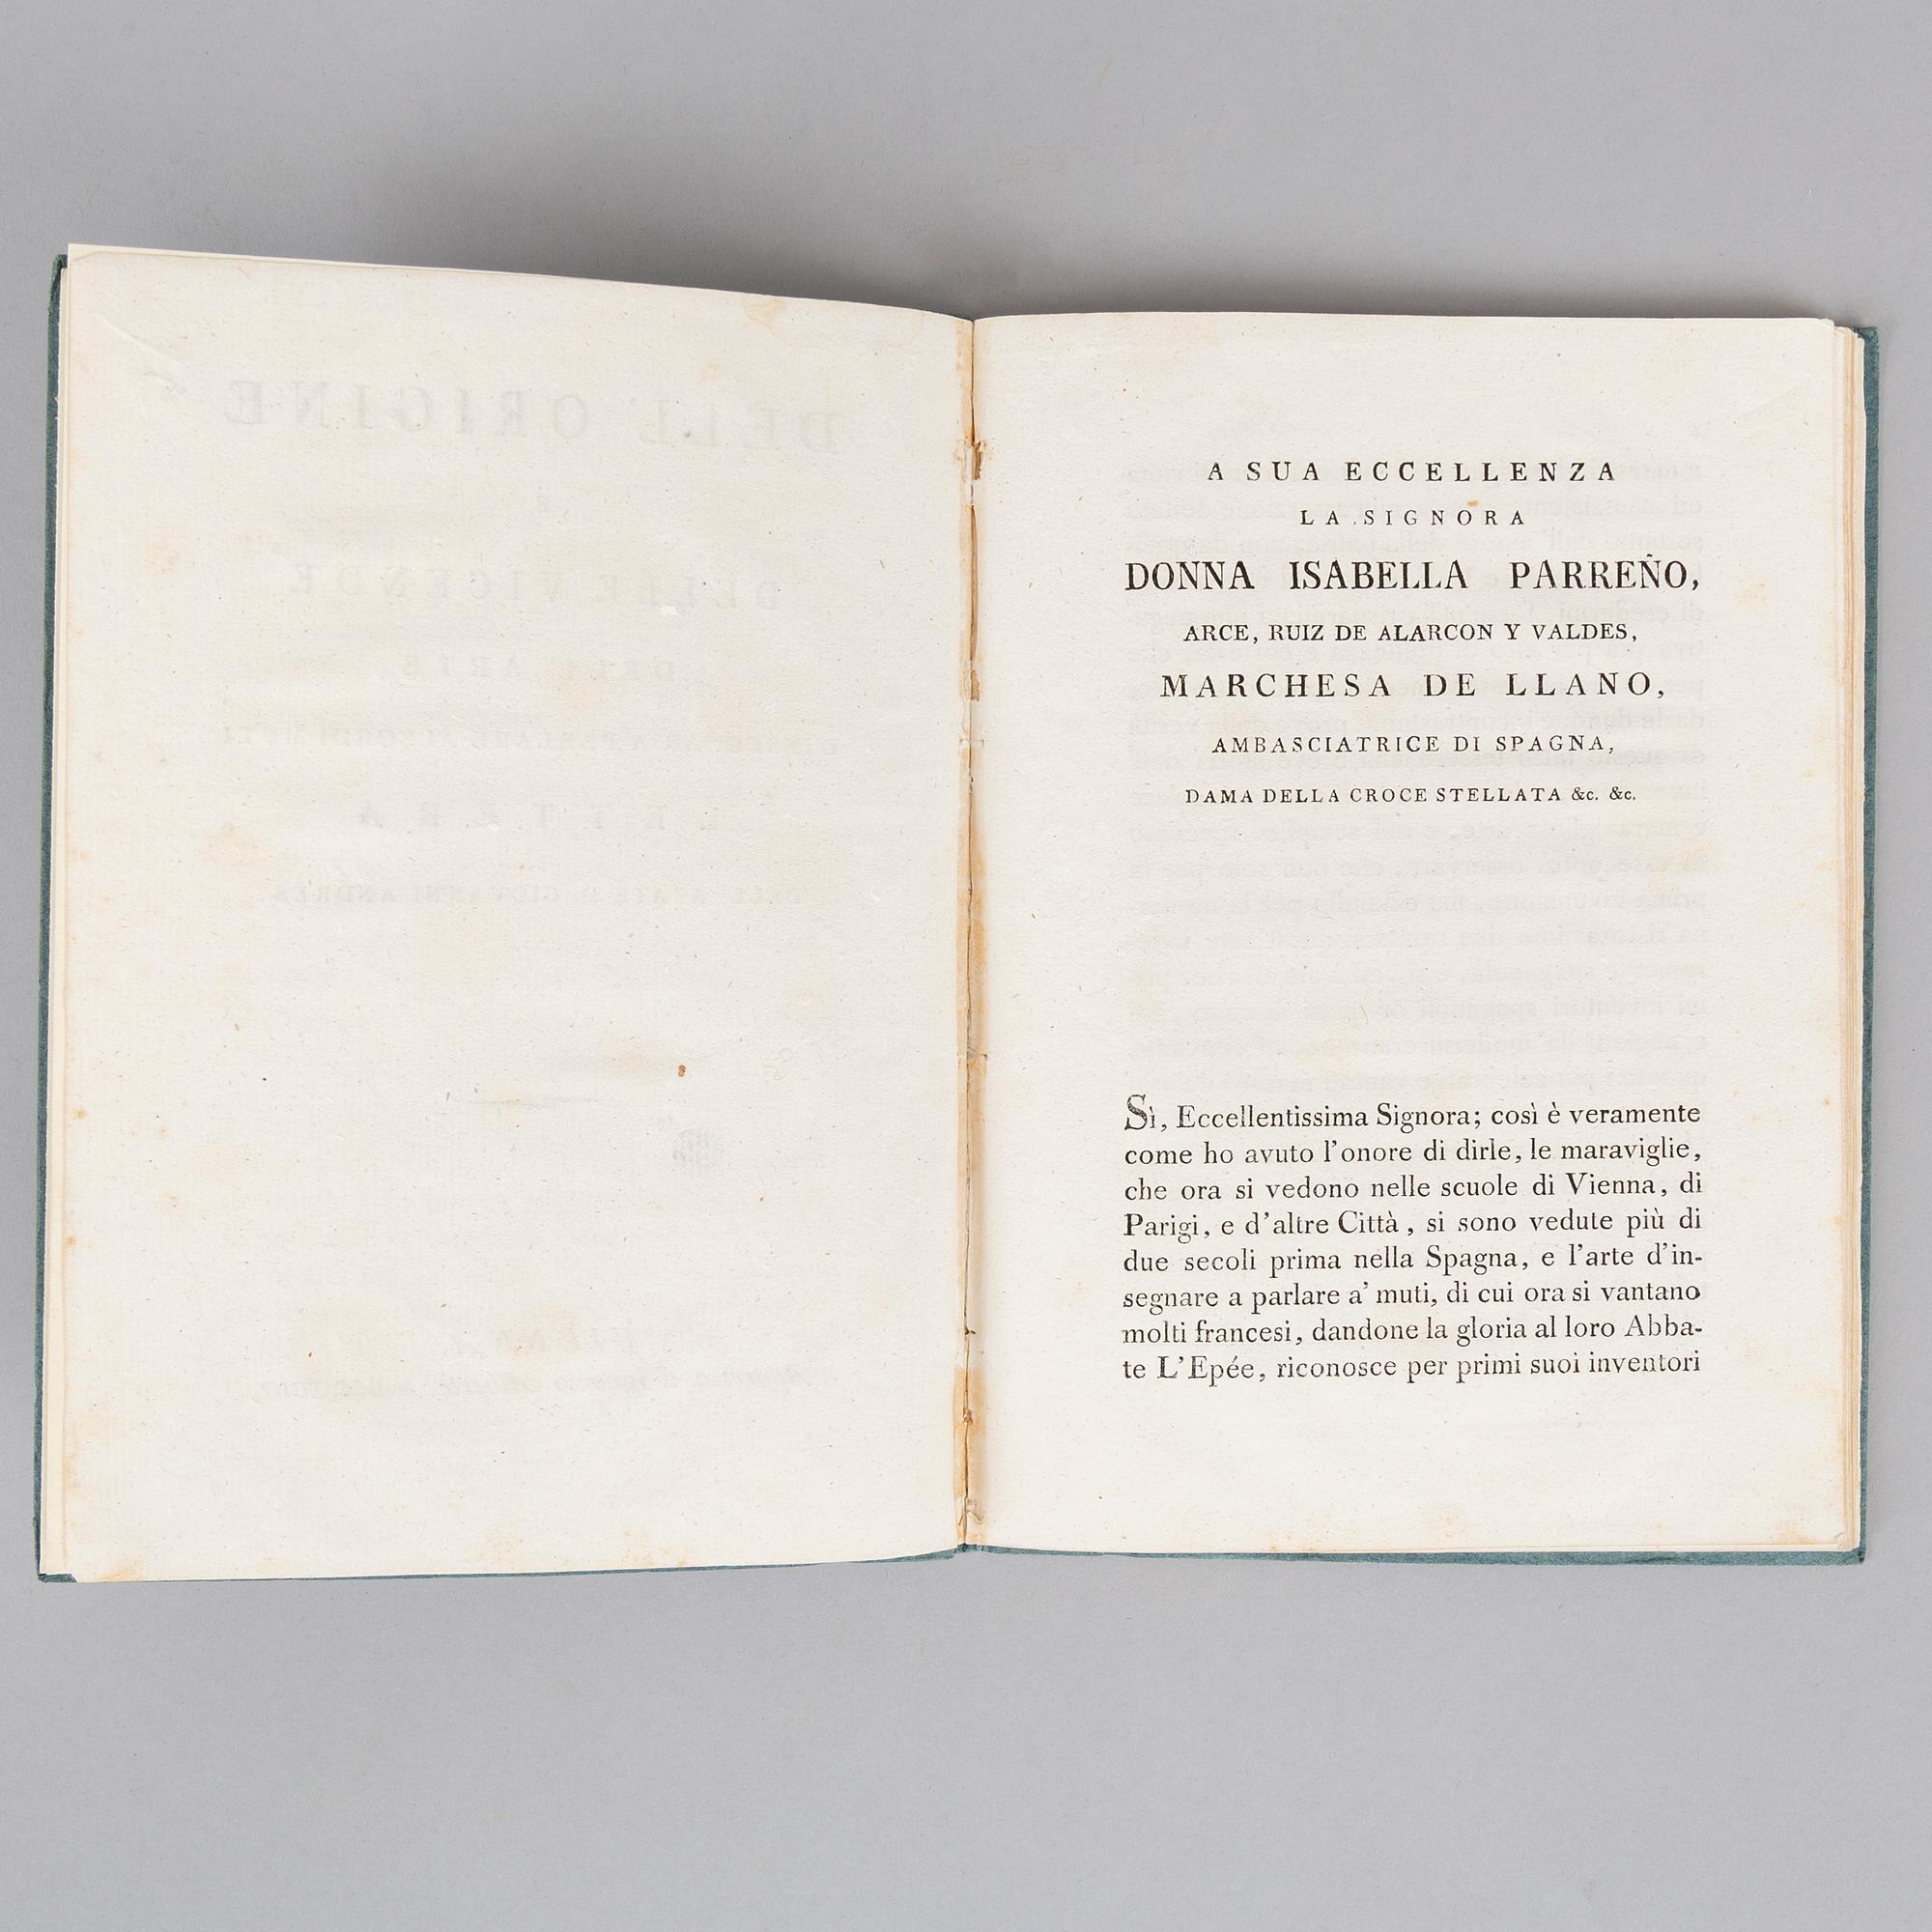 A SUA ECCELLENZA
LA SIGNORA
DONNA ISABELLA PARREÑO,
ARCE, RUIZ DE ALARCON Y VALDES,
MARCHESA DE LLANO,
AMBASCIATRICE DI SPAGNA,
DAMA DELLA CROCE STELLATA &c. &c.
Sì, Eccellentissima Signora; così è veramente
come ho avuto l'onore di dirle, le maraviglie,
che ora si vedono nelle scuole di Vienna, di
Parigi, e d'altre Città, si sono vedute più di
due secoli prima nella Spagna, e l'arte d'in-
segnare a parlare a' muti, di cui ora si vantano
molti francesi, dandone la gloria al loro Abba-
te L'Epée, riconosce per primi suoi inventori